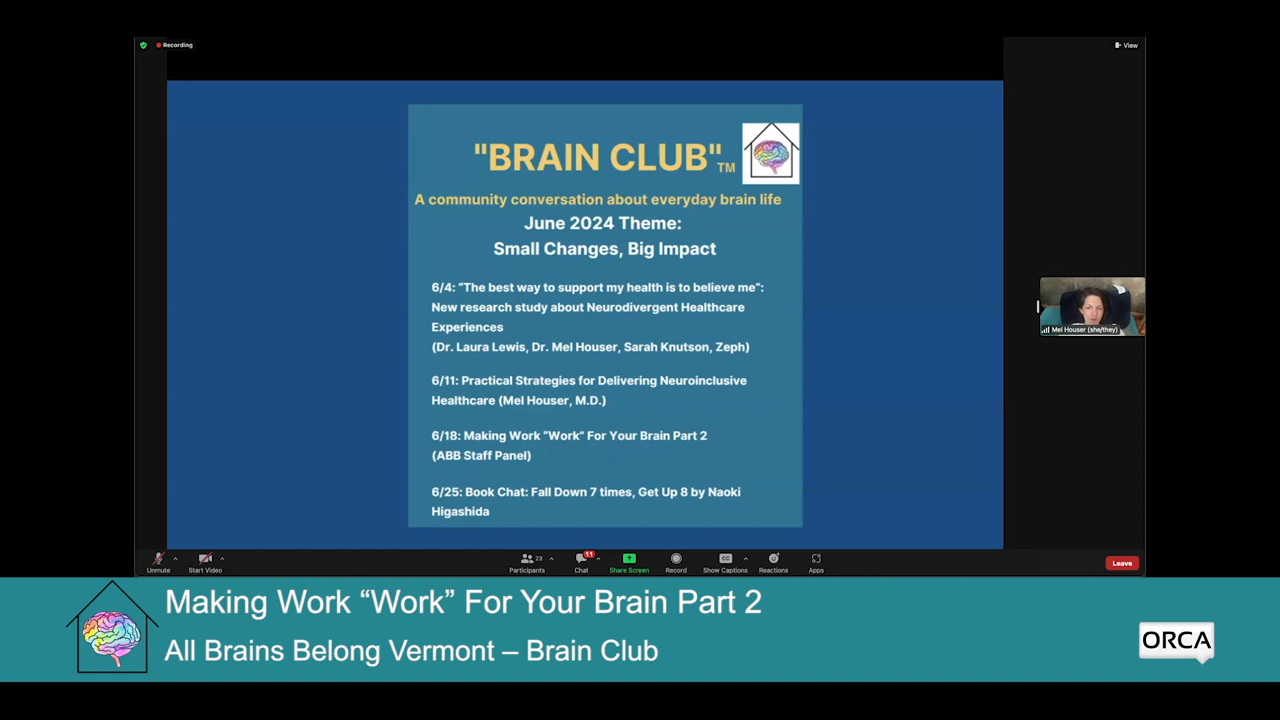 Recording
View
"BRAIN CLUB"TM
A community conversation about everyday brain life
June 2024 Theme:
Small Changes, Big Impact
6/4: "The best way to support my health is to believe me":
New research study about Neurodivergent Healthcare
Experiences
(Dr. Laura Lewis, Dr. Mel Houser, Sarah Knutson, Zeph)
6/11: Practical Strategies for Delivering Neuroinclusive
Healthcare (Mel Houser, M.D.)
6/18: Making Work "Work" For Your Brain Part 2
(ABB Staff Panel)
6/25: Book Chat: Fall Down 7 times, Get Up 8 by Naoki
Higashida
Mel Houser (she/they)
23
11
Unmute
Start Video
Participants
Chat
Share Screen
Record
Show Captions
Reactions
Apps
Leave
Making Work “Work” For Your Brain Part 2
All Brains Belong Vermont – Brain Club
ORCA